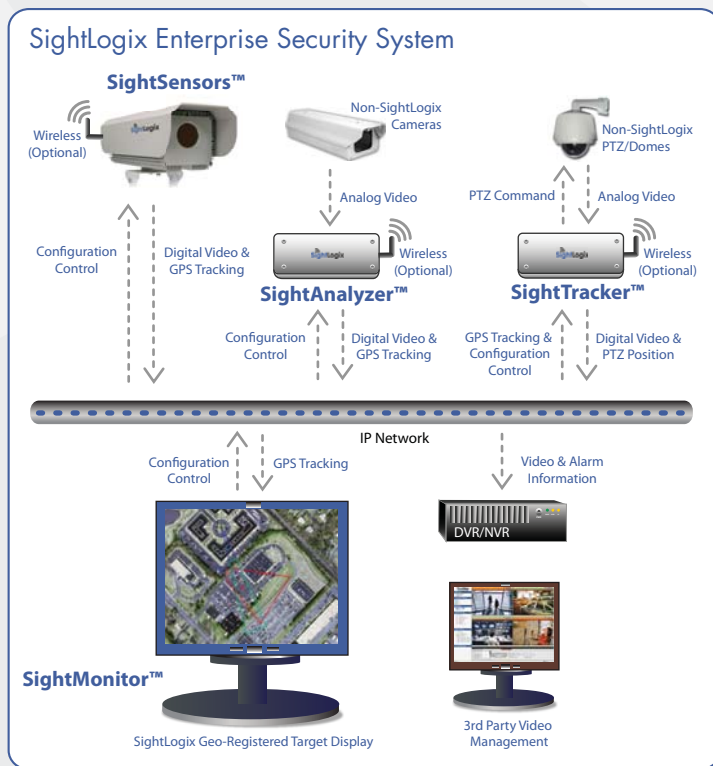 SightLogix Enterprise Security System
SightSensors™
Wireless
(Optional)
SightLogix
Non-SightLogix
Cameras
Non-SightLogix
PTZ/Domes
Analog Video
PTZ Command
Analog Video
Configuration
Control
Digital Video &
GPS Tracking
SightLogix
Wireless
(Optional)
SightLogix
Wireless
(Optional)
SightAnalyzer™
SightTracker™
Configuration
Control
Digital Video &
GPS Tracking
GPS Tracking &
Configuration
Control
Digital Video &
PTZ Position
IP Network
Configuration
Control
GPS Tracking
Video & Alarm
Information
DVR/NVR
SightMonitor™
SightLogix Geo-Registered Target Display
3rd Party Video
Management